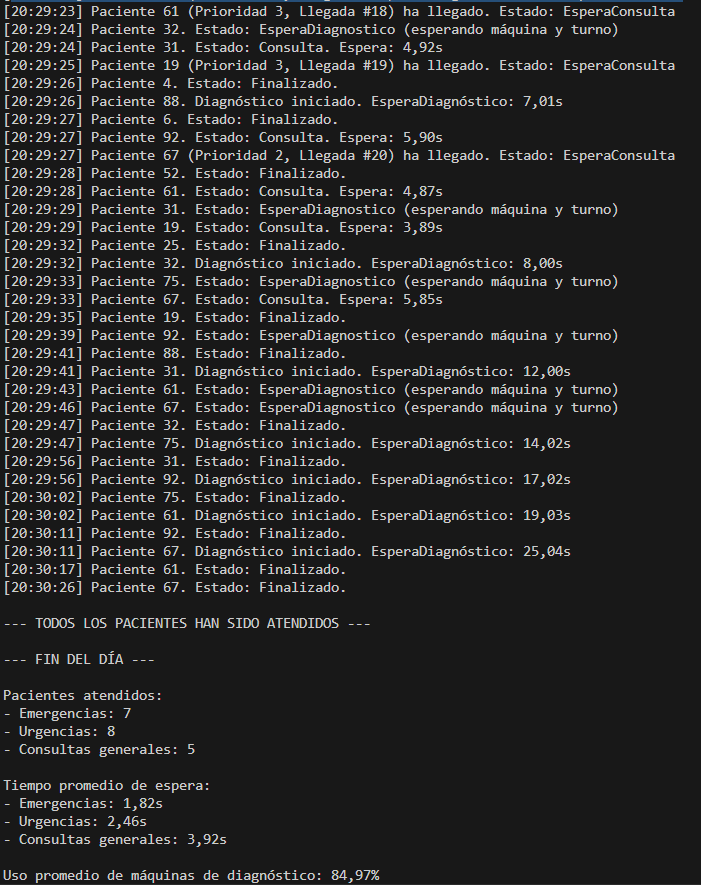 [20:29:23] Paciente 61 (Prioridad 3, Llegada #18) ha llegado. Estado: EsperaConsulta
[20:29:24] Paciente 32. Estado: EsperaDiagnostico (esperando máquina y turno)
[20:29:24] Paciente 31. Estado: Consulta. Espera: 4,92s
[20:29:25] Paciente 19 (Prioridad 3, Llegada #19) ha llegado. Estado: EsperaConsulta
[20:29:26] Paciente 4. Estado: Finalizado.
[20:29:26] Paciente 88. Diagnóstico iniciado. EsperaDiagnóstico: 7,01s
[20:29:27] Paciente 6. Estado: Finalizado.
[20:29:27] Paciente 92. Estado: Consulta. Espera: 5,90s
[20:29:27] Paciente 67 (Prioridad 2, Llegada #20) ha llegado. Estado: EsperaConsulta
[20:29:28] Paciente 52. Estado: Finalizado.
[20:29:28] Paciente 61. Estado: Consulta. Espera: 4,87s
[20:29:29] Paciente 31. Estado: EsperaDiagnostico (esperando máquina y turno)
[20:29:29] Paciente 19. Estado: Consulta. Espera: 3,89s
[20:29:32] Paciente 25. Estado: Finalizado.
[20:29:32] Paciente 32. Diagnóstico iniciado. EsperaDiagnóstico: 8,00s
[20:29:33] Paciente 75. Estado: EsperaDiagnostico (esperando máquina y turno)
[20:29:33] Paciente 67. Estado: Consulta. Espera: 5,85s
[20:29:35] Paciente 19. Estado: Finalizado.
[20:29:39] Paciente 92. Estado: EsperaDiagnostico (esperando máquina y turno)
[20:29:41] Paciente 88. Estado: Finalizado.
[20:29:41] Paciente 31. Diagnóstico iniciado. EsperaDiagnóstico: 12,00s
[20:29:43] Paciente 61. Estado: EsperaDiagnostico (esperando máquina y turno)
[20:29:46] Paciente 67. Estado: EsperaDiagnostico (esperando máquina y turno)
[20:29:47] Paciente 32. Estado: Finalizado.
[20:29:47] Paciente 75. Diagnóstico iniciado. EsperaDiagnóstico: 14,02s
[20:29:56] Paciente 31. Estado: Finalizado.
[20:29:56] Paciente 92. Diagnóstico iniciado. EsperaDiagnóstico: 17,02s
[20:30:02] Paciente 75. Estado: Finalizado.
[20:30:02] Paciente 61. Diagnóstico iniciado. EsperaDiagnóstico: 19,03s
[20:30:11] Paciente 92. Estado: Finalizado.
[20:30:11] Paciente 67. Diagnóstico iniciado. EsperaDiagnóstico: 25,04s
[20:30:17] Paciente 61. Estado: Finalizado.
[20:30:26] Paciente 67. Estado: Finalizado.
--- TODOS LOS PACIENTES HAN SIDO ATENDIDOS ---
--- FIN DEL DÍA ---
Pacientes atendidos:
- Emergencias: 7
- Urgencias: 8
- Consultas generales: 5
Tiempo promedio de espera:
- Emergencias: 1,82s
- Urgencias: 2,46s
- Consultas generales: 3,92s
Uso promedio de máquinas de diagnóstico: 84,97%